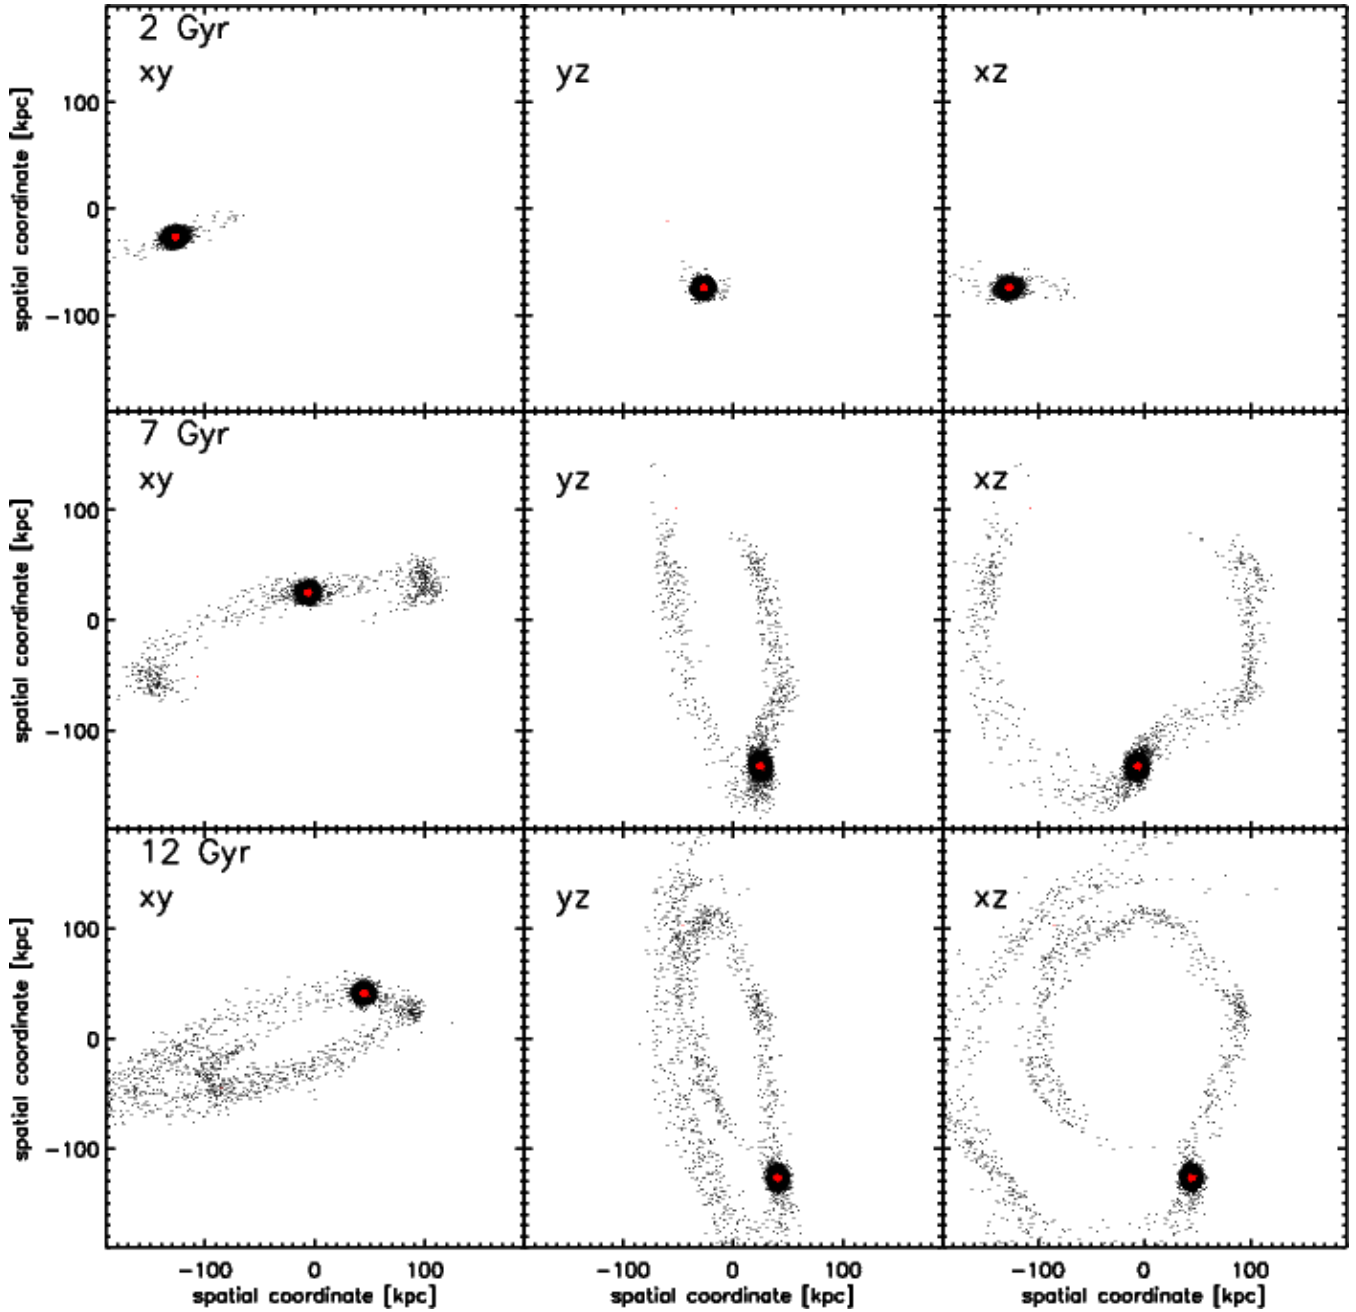 2 Gyr
xy
yz
xz
100
0
−100
spatial coordinate [kpc]
7 Gyr
xy
yz
xz
100
0
−100
spatial coordinate [kpc]
12 Gyr
xy
yz
xz
100
0
−100
spatial coordinate [kpc]
−100 0 100 −100 0 100 −100 0 100
spatial coordinate [kpc] spatial coordinate [kpc] spatial coordinate [kpc]